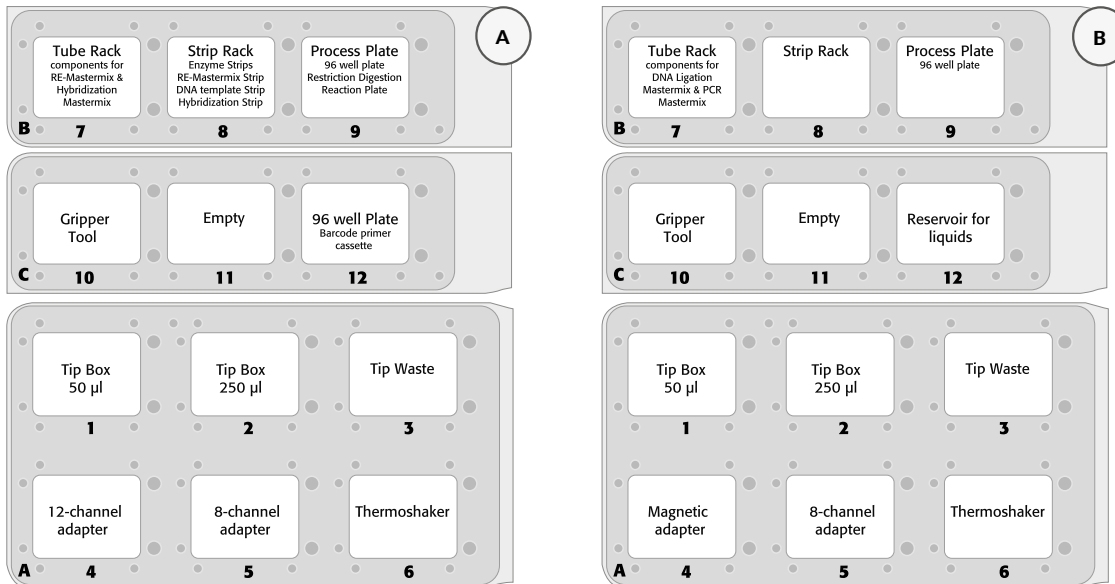 A
Tube Rack
components for
RE-Mastermix &
Hybridization
Mastermix
Strip Rack
Enzyme Strips
RE-Mastermix Strip
DNA template Strip
Hybridization Strip
Process Plate
96 well plate
Restriction Digestion
Reaction Plate
B
7
8
9
Gripper
Tool
Empty
96 well Plate
Barcode primer
cassette
C
10
11
12
Tip Box
50 µl
Tip Box
250 µl
Tip Waste
1
2
3
12-channel
adapter
8-channel
adapter
Thermoshaker
A
4
5
6
B
Tube Rack
components for
DNA Ligation
Mastermix & PCR
Mastermix
Strip Rack
Process Plate
96 well plate
B
7
8
9
Gripper
Tool
Empty
Reservoir for
liquids
C
10
11
12
Tip Box
50 µl
Tip Box
250 µl
Tip Waste
1
2
3
Magnetic
adapter
8-channel
adapter
Thermoshaker
A
4
5
6